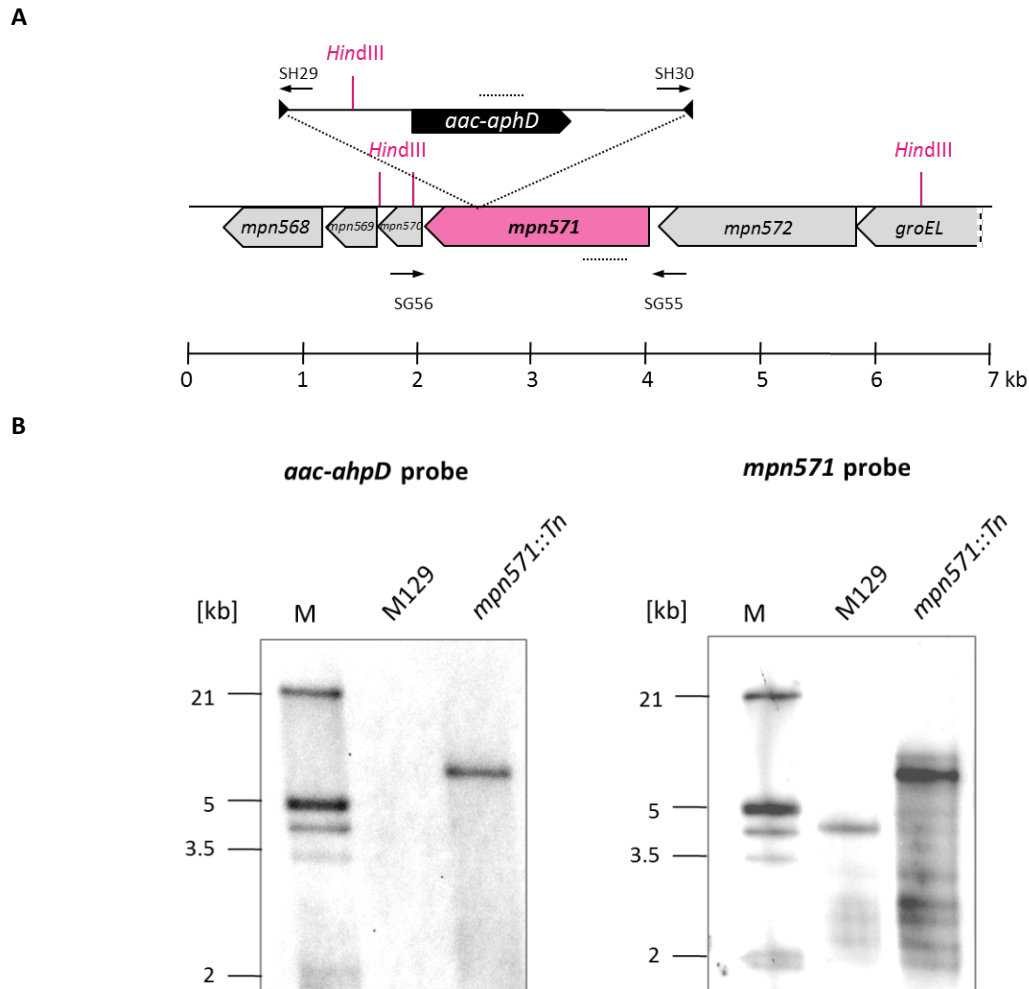 A
HindIII
SH29 SH30
aac-aphD
HindIII HindIII
mpn568 mpn569 mpn570 mpn571 mpn572 groEL
SG56 SG55
0 1 2 3 4 5 6 7 kb
B
aac-ahpD probe
[kb] M M129 mpn571::Tn
21
5
3.5
2
mpn571 probe
[kb] M M129 mpn571::Tn
21
5
3.5
2